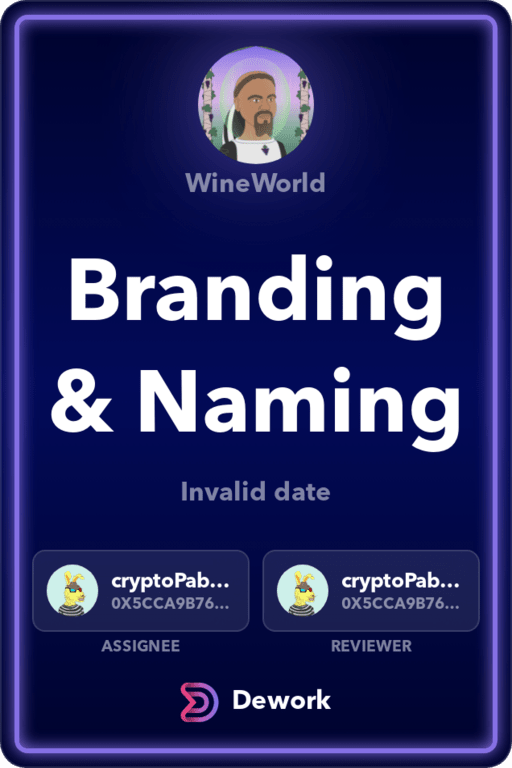 WineWorld
Branding
& Naming
Invalid date
cryptoPab... cryptoPab...
0X5CCA9B76... 0X5CCA9B76...
ASSIGNEE REVIEWER
Dework